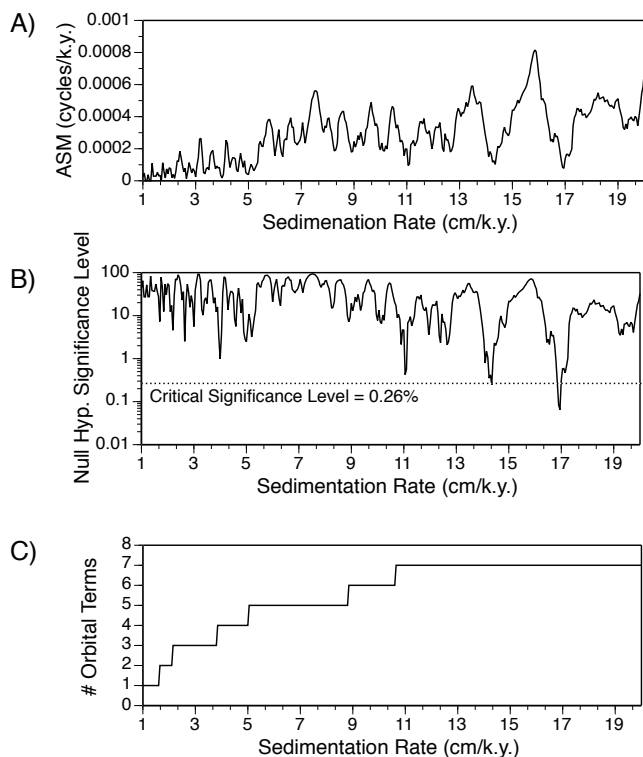 A)
ASM (cycles/k.y.)
0.001
0.0008
0.0006
0.0004
0.0002
0
1 3 5 7 9 11 13 15 17 19
Sedimenation Rate (cm/k.y.)
B)
Null Hyp. Significance Level
100
10
1
0.1
0.01
Critical Significance Level = 0.26%
1 3 5 7 9 11 13 15 17 19
Sedimentation Rate (cm/k.y.)
C)
# Orbital Terms
8
7
6
5
4
3
2
1
0
1 3 5 7 9 11 13 15 17 19
Sedimentation Rate (cm/k.y.)